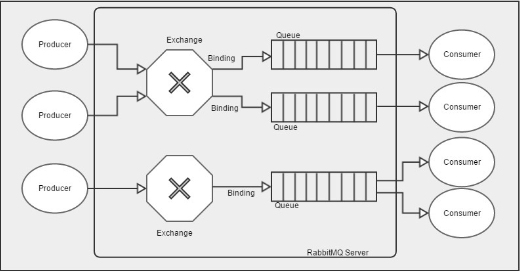 Exchange
Queue
Producer
Binding
Consumer
Producer
Binding
Consumer
Queue
Consumer
Producer
Binding
Queue
Consumer
Exchange
RabbitMQ Server